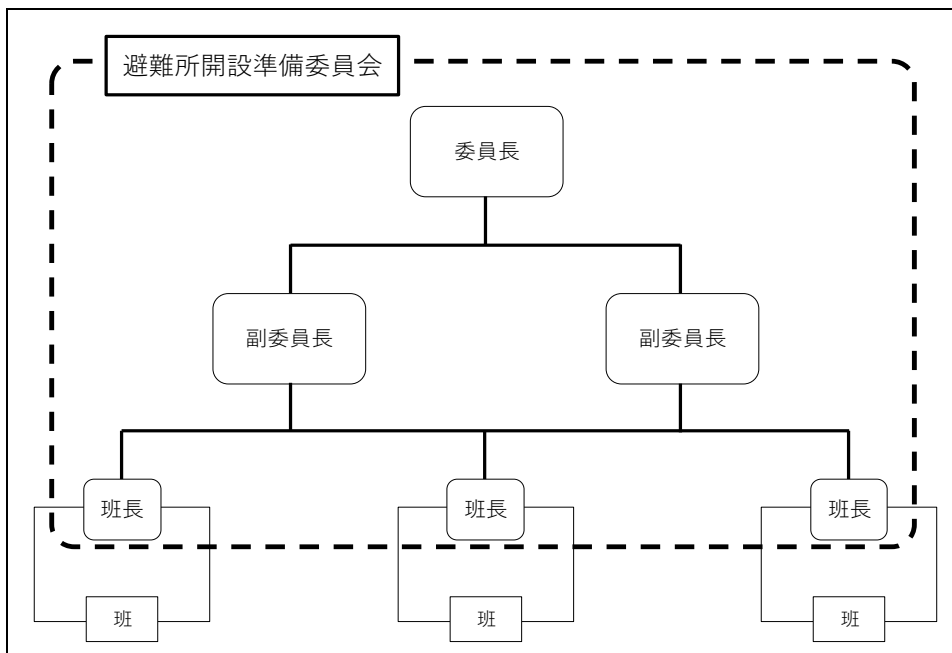 避難所開設準備委員会
委員長
副委員長
副委員長
班長
班長
班長
班
班
班